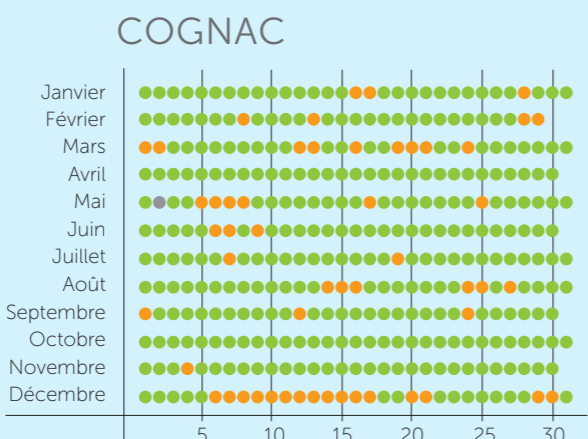 COGNAC
Janvier
Février
Mars
Avril
Mai
Juin
Juillet
Août
Septembre
Octobre
Novembre
Décembre
5 10 15 20 25 30